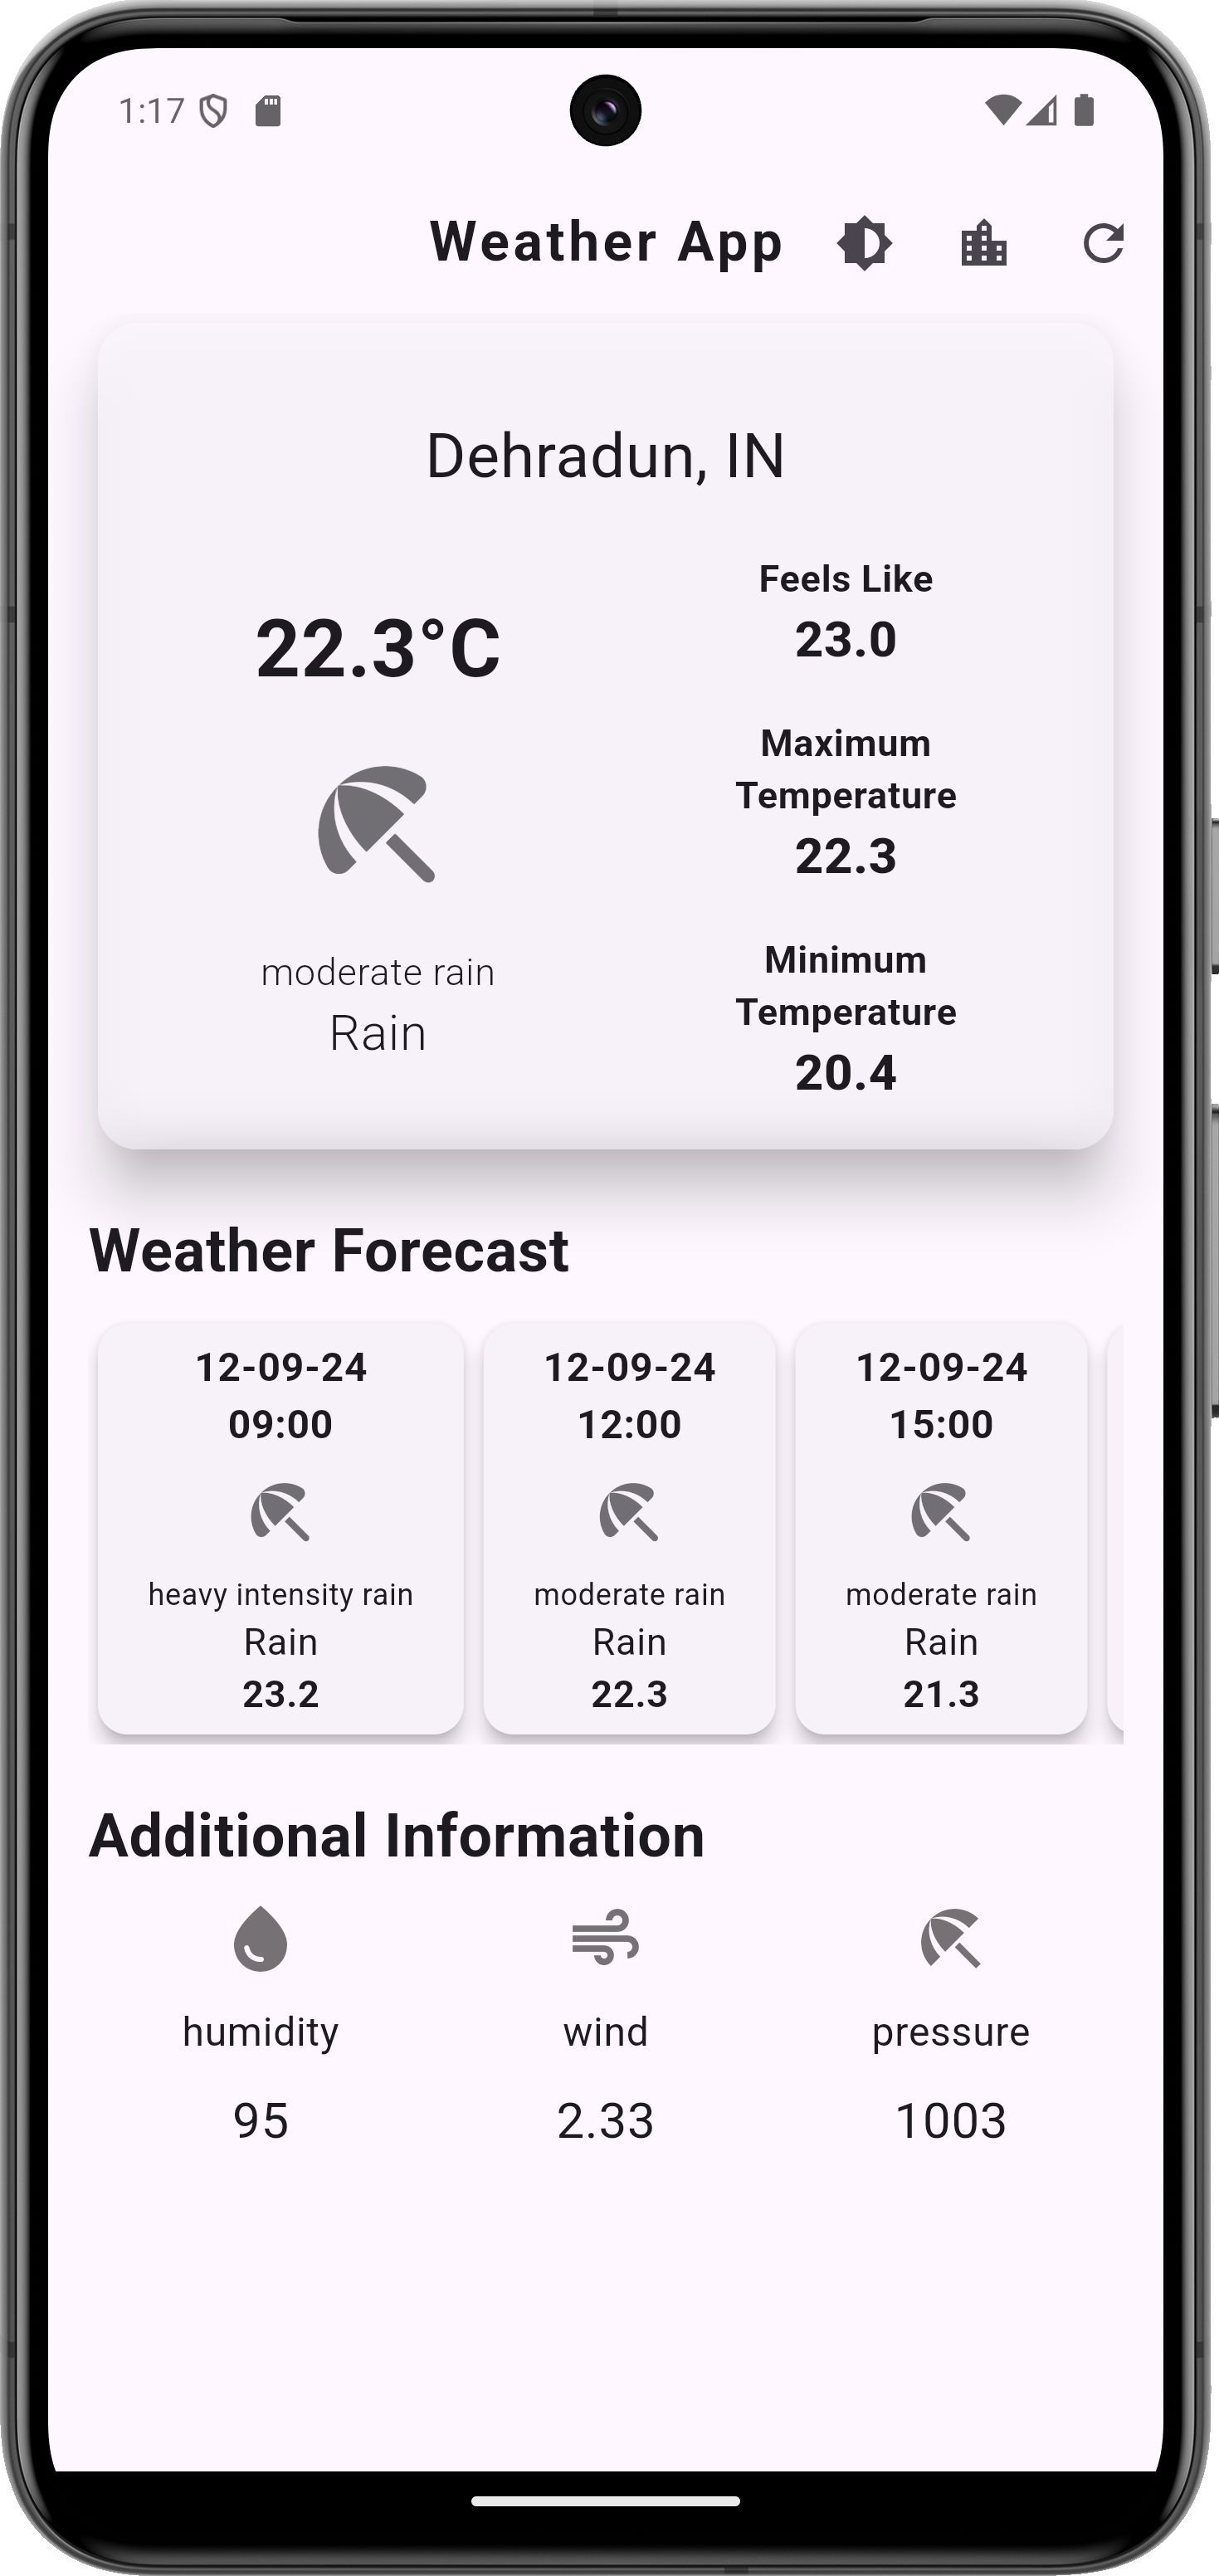 1:17
Weather App
Dehradun, IN
22.3°C
moderate rain
Rain
Feels Like
23.0
Maximum
Temperature
22.3
Minimum
Temperature
20.4
Weather Forecast
12-09-24
09:00
heavy intensity rain
Rain
23.2
12-09-24
12:00
moderate rain
Rain
22.3
12-09-24
15:00
moderate rain
Rain
21.3
Additional Information
humidity
95
wind
2.33
pressure
1003